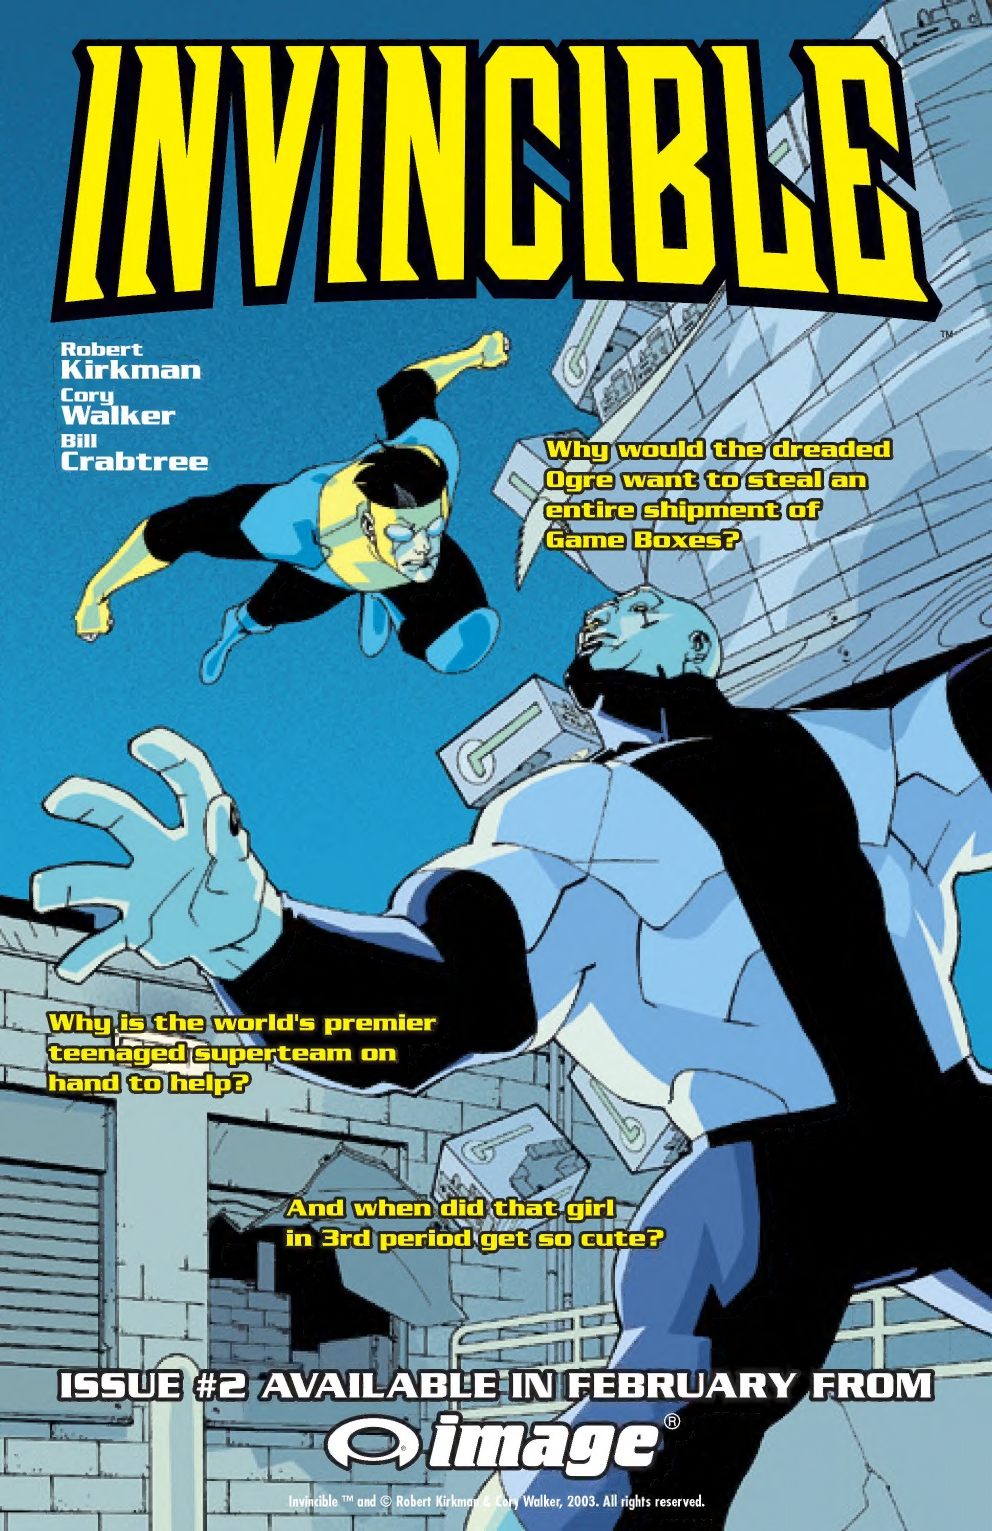 INVINCIBLE
™
Robert
Kirkman
Cory
Walker
Bill
Crabtree
Why would the dreaded
Ogre want to steal an
entire shipment of
Game Boxes?
Why is the world's premier
teenaged superteam on
hand to help?
And when did that girl
in 3rd period get so cute?
ISSUE #2 AVAILABLE IN FEBRUARY FROM
image®
Invincible ™ and © Robert Kirkman & Cory Walker, 2003. All rights reserved.